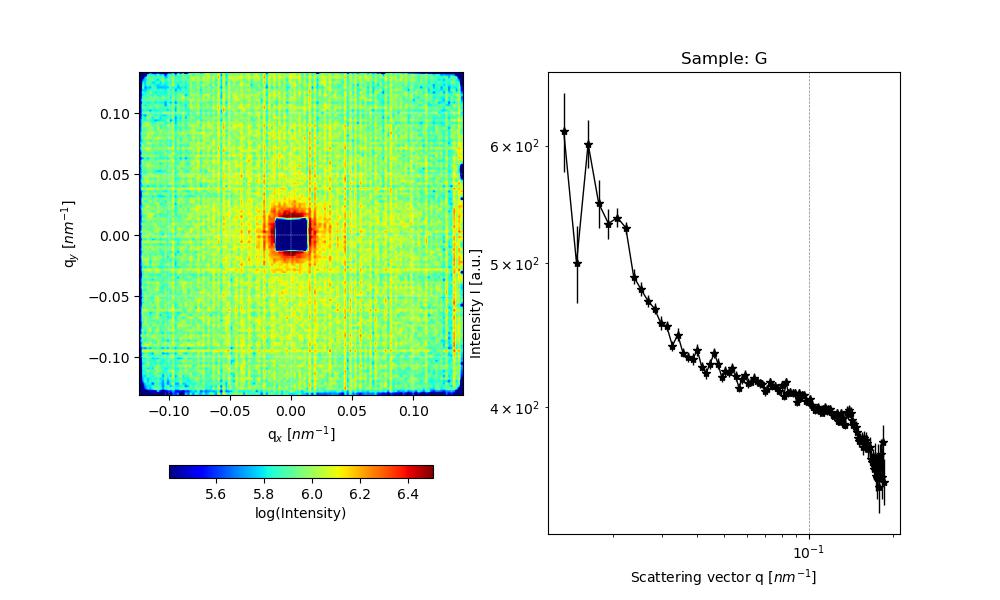 Sample: G
q_y [nm^{-1}]
0.10
0.05
0.00
−0.05
−0.10
−0.10 −0.05 0.00 0.05 0.10
q_x [nm^{-1}]
5.6 5.8 6.0 6.2 6.4
log(Intensity)
Intensity I [a.u.]
6 × 10^2
5 × 10^2
4 × 10^2
10^{−1}
Scattering vector q [nm^{-1}]